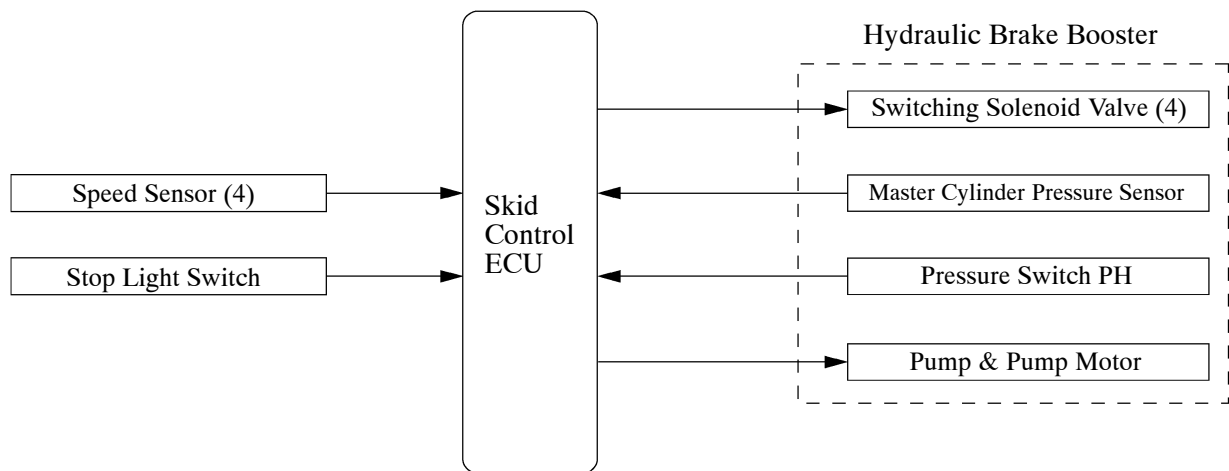 Hydraulic Brake Booster
Switching Solenoid Valve (4)
Speed Sensor (4)
Stop Light Switch
Skid
Control
ECU
Master Cylinder Pressure Sensor
Pressure Switch PH
Pump & Pump Motor